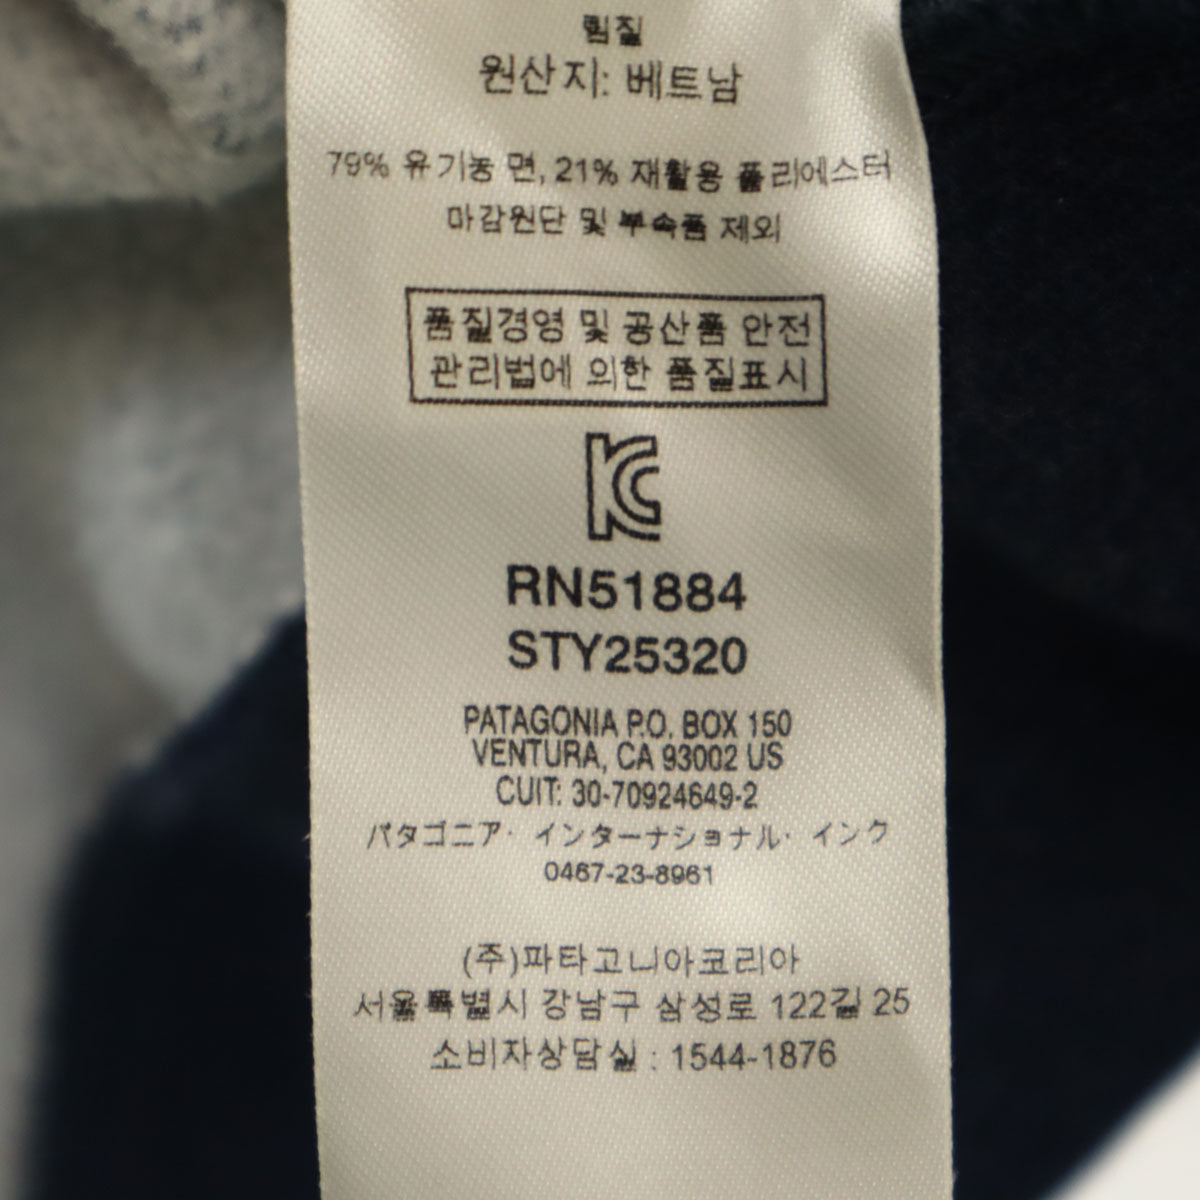 원산지: 베트남
79% 유기농 면, 21% 재활용 폴리에스터
마감원단 및 부속품 제외
품질경영 및 공산품 안전
관리법에 의한 품질표시
KC
RN51884
STY25320
PATAGONIA P.O. BOX 150
VENTURA, CA 93002 US
CUIT: 30-70924649-2
パタゴニア・インターナショナル・インク
0467-23-8961
(주)파타고니아코리아
서울특별시 강남구 삼성로 122길 25
소비자상담실 : 1544-1876